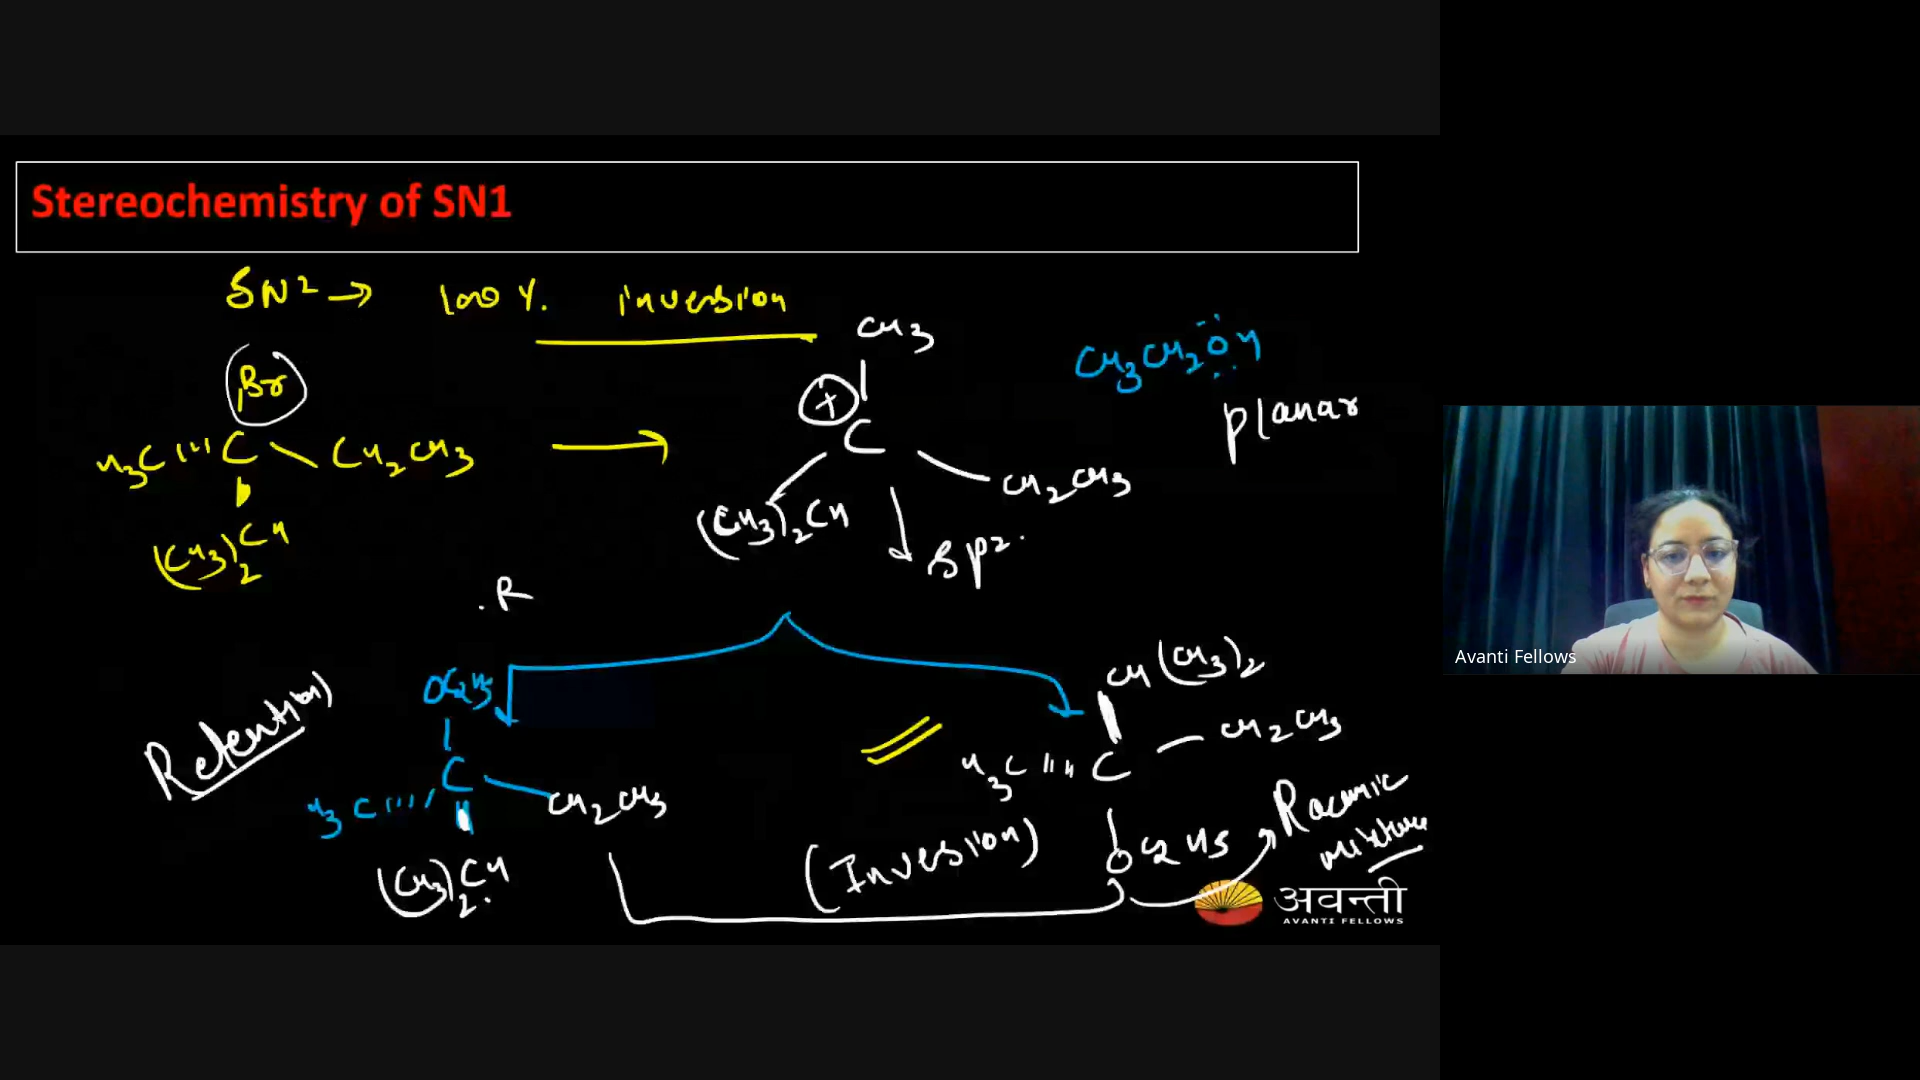 Stereochemistry of SN1
SN2 → 100 %. inversion
CH3
CH3CH2OH
Br
+
planar
H3C C CH2CH3
C
CH2CH3
(CH3)2CH
(CH3)2CH
SP2.
.R
CH(CH3)2
Avanti Fellows
OC2H5
Retention)
CH2CH3
C
H3C C
H3C
CH2CH3
Racemic
mixture
(Inversion)
OC2H5
(CH3)2CH
अवन्ती
AVANTI FELLOWS